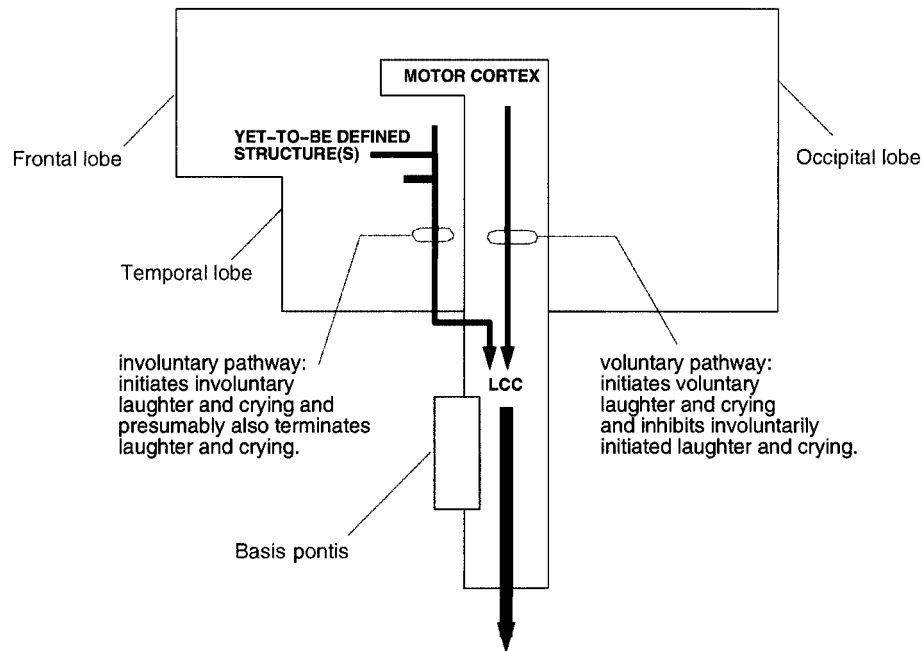 MOTOR CORTEX
YET-TO-BE DEFINED
STRUCTURE(S)
Frontal lobe
Occipital lobe
Temporal lobe
involuntary pathway:
initiates involuntary
laughter and crying and
presumably also terminates
laughter and crying.
LCC
voluntary pathway:
initiates voluntary
laughter and crying
and inhibits involuntarily
initiated laughter and crying.
Basis pontis